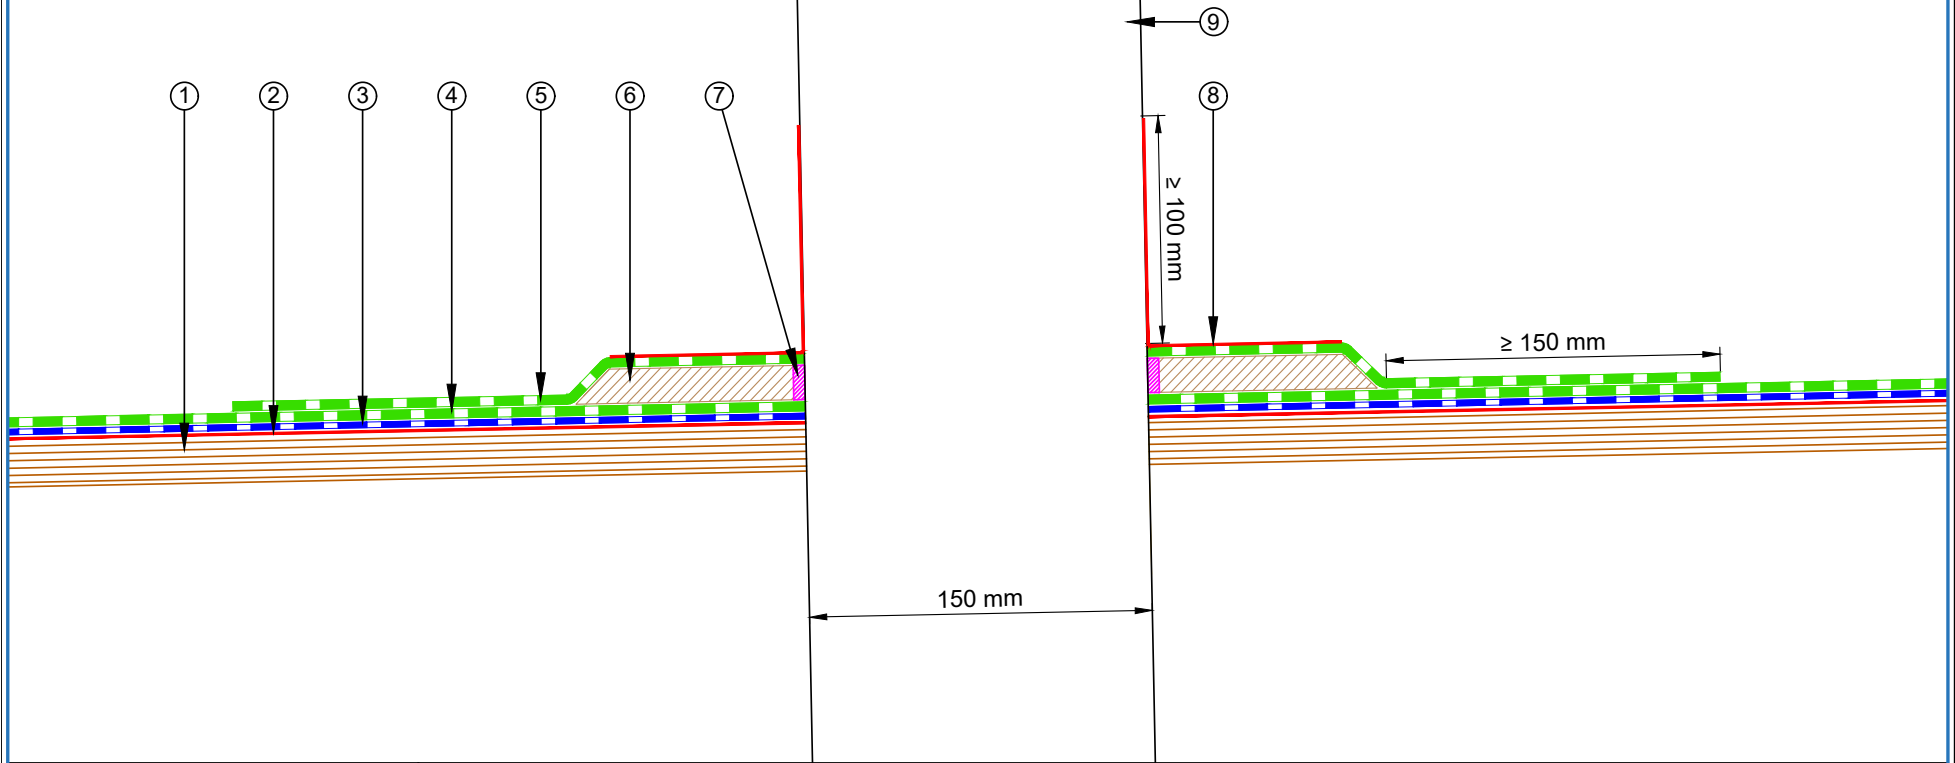 ⑨
① ② ③ ④ ⑤ ⑥ ⑦ ⑧
≥ 100 mm
≥ 150 mm
150 mm